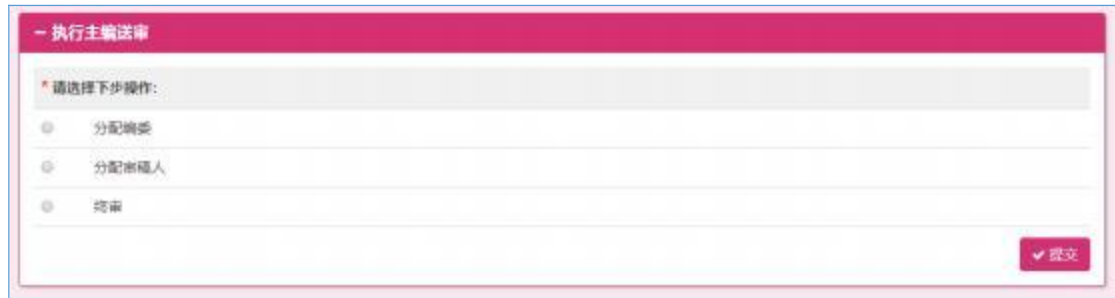 − 执行主编送审
* 请选择下步操作:
分配编委
分配审稿人
终审
✔ 提交